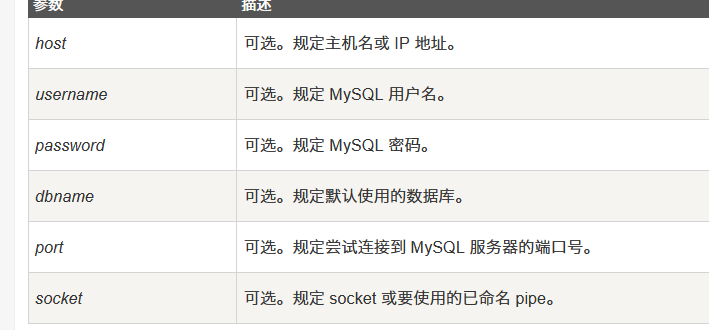 参数 描述
host 可选。规定主机名或 IP 地址。
username 可选。规定 MySQL 用户名。
password 可选。规定 MySQL 密码。
dbname 可选。规定默认使用的数据库。
port 可选。规定尝试连接到 MySQL 服务器的端口号。
socket 可选。规定 socket 或要使用的已命名 pipe。